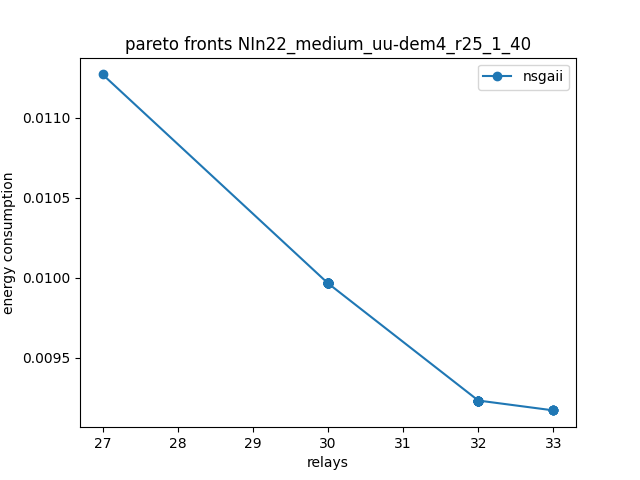 pareto fronts NIn22_medium_uu-dem4_r25_1_40
nsgaii
0.0110
0.0105
0.0100
0.0095
energy consumption
27 28 29 30 31 32 33
relays